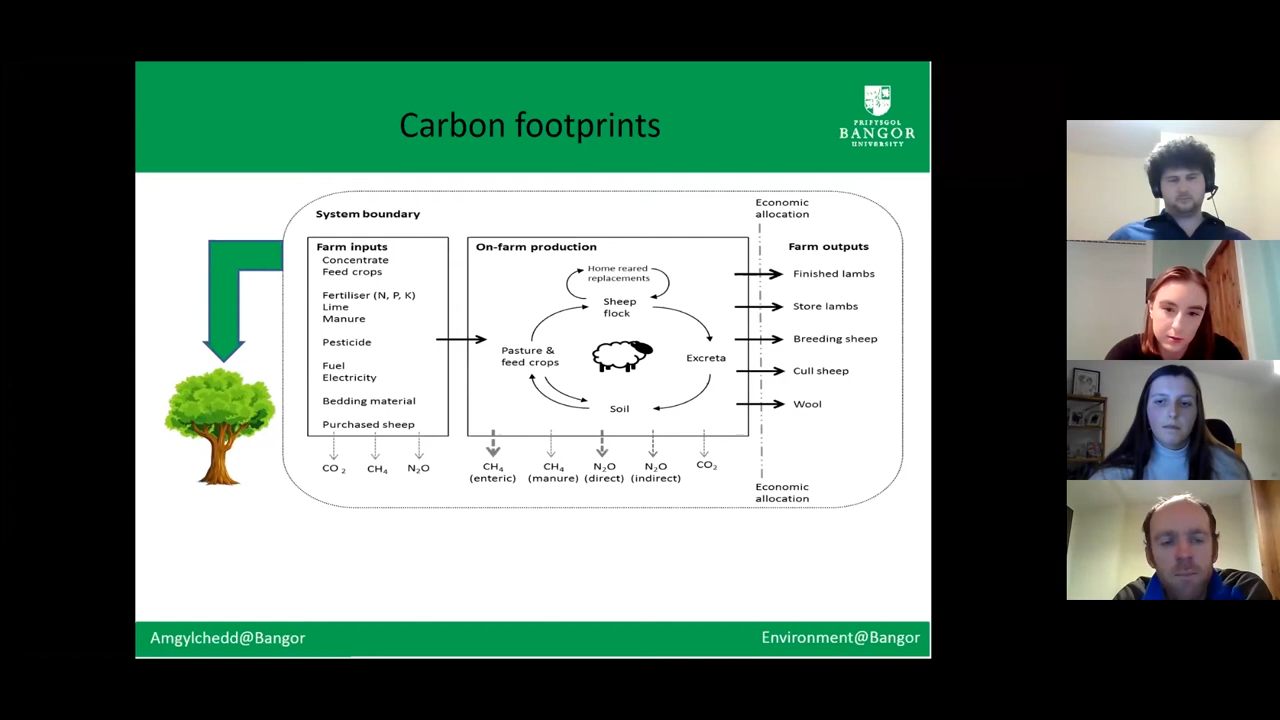 Carbon footprints
PRIFYSGOL
BANGOR
UNIVERSITY
System boundary
Economic
allocation
Farm inputs
Concentrate
Feed crops
Fertiliser (N, P, K)
Lime
Manure
Pesticide
Fuel
Electricity
Bedding material
Purchased sheep
CO₂
CH₄
N₂O
On-farm production
Home reared
replacements
Sheep
flock
Pasture &
feed crops
Excreta
Soil
CH₄
(enteric)
CH₄
(manure)
N₂O
(direct)
N₂O
(indirect)
CO₂
Farm outputs
Finished lambs
Store lambs
Breeding sheep
Cull sheep
Wool
Economic
allocation
Amgylchedd@Bangor
Environment@Bangor